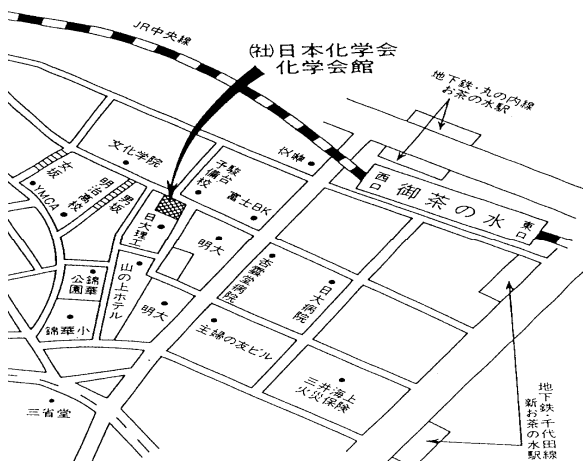 JR中央線
(社)日本化学会
化学会館
地下鉄・丸の内線
お茶の水駅
文化学院
駿台
予備校
富士BK
西口
御茶の水
東口
女坂
YMCA
明治高校
男坂
日大理工
明大
杏雲堂病院
日大病院
山の上ホテル
錦華
公園
錦華小
明大
主婦の友ビル
三井海上
火災保険
三省堂
地下鉄・千代田線
新お茶の水駅